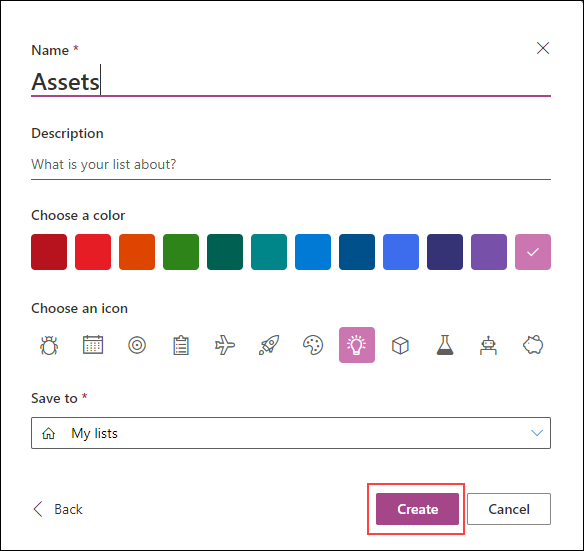 Name *
Assets
Description
What is your list about?
Choose a color
Choose an icon
Save to *
My lists
Back
Create
Cancel